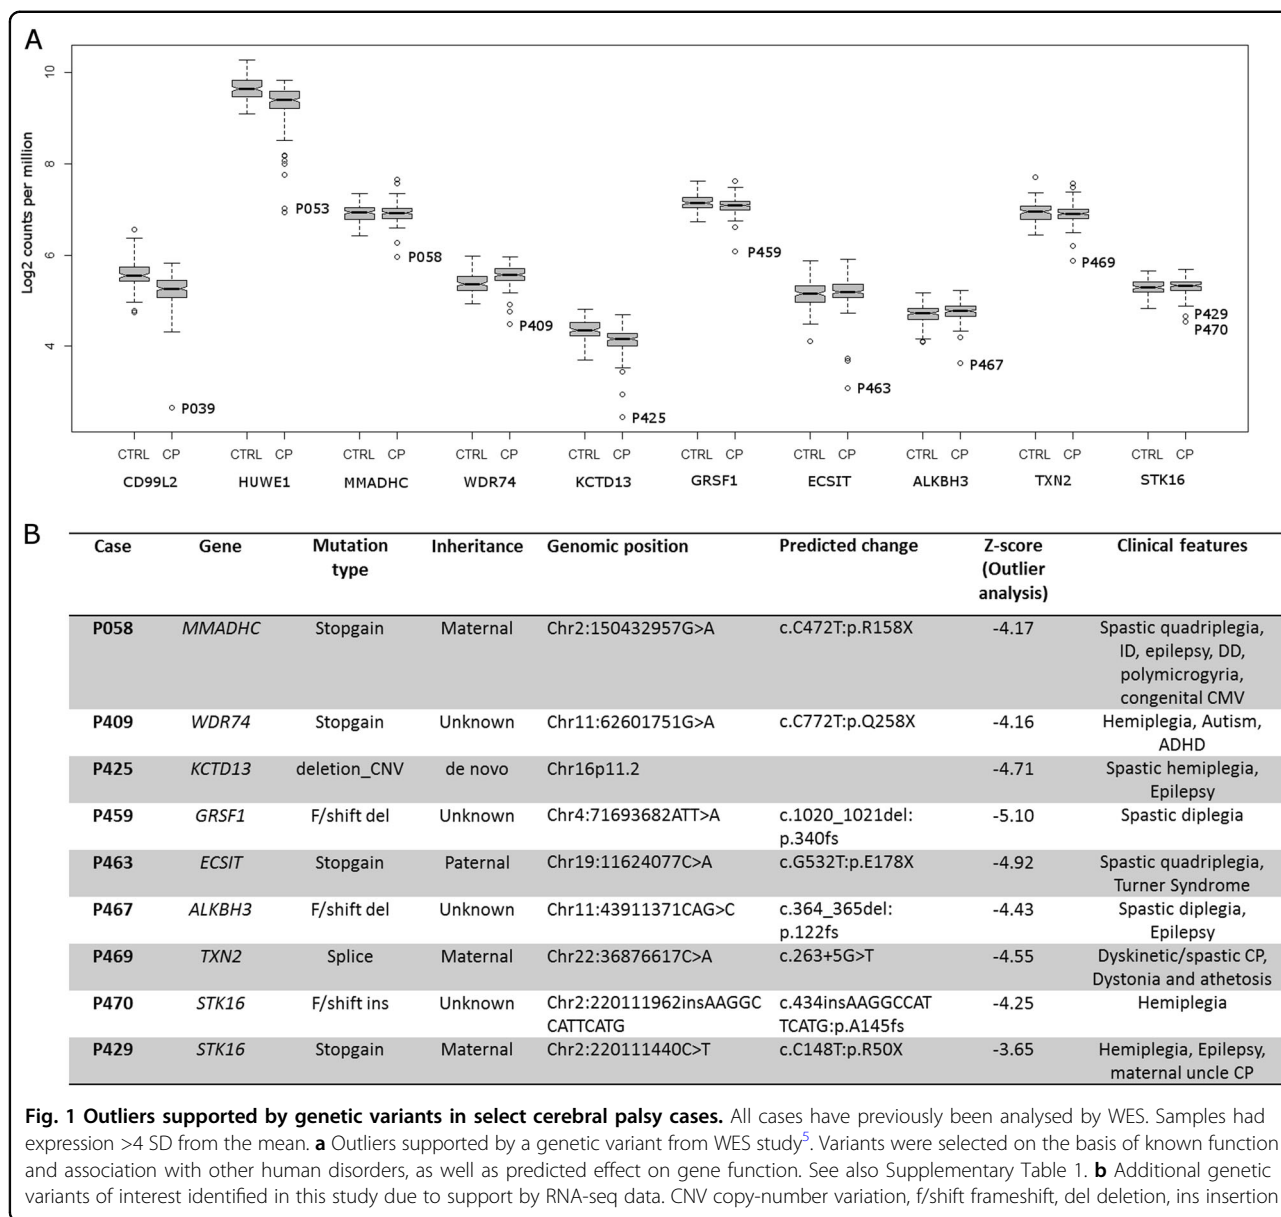 A
Log2 counts per million
10
8
6
4
P039
P053
P058
P409
P425
P459
P463
P467
P469
P429
P470
CTRL CP CTRL CP CTRL CP CTRL CP CTRL CP CTRL CP CTRL CP CTRL CP CTRL CP CTRL CP
CD99L2 HUWE1 MMADHC WDR74 KCTD13 GRSF1 ECSIT ALKBH3 TXN2 STK16
B
Case Gene Mutation type Inheritance Genomic position Predicted change Z-score (Outlier analysis) Clinical features
P058 MMADHC Stopgain Maternal Chr2:150432957G>A c.C472T:p.R158X -4.17 Spastic quadriplegia, ID, epilepsy, DD, polymicrogyria, congenital CMV
P409 WDR74 Stopgain Unknown Chr11:62601751G>A c.C772T:p.Q258X -4.16 Hemiplegia, Autism, ADHD
P425 KCTD13 deletion_CNV de novo Chr16p11.2 -4.71 Spastic hemiplegia, Epilepsy
P459 GRSF1 F/shift del Unknown Chr4:71693682ATT>A c.1020_1021del: p.340fs -5.10 Spastic diplegia
P463 ECSIT Stopgain Paternal Chr19:11624077C>A c.G532T:p.E178X -4.92 Spastic quadriplegia, Turner Syndrome
P467 ALKBH3 F/shift del Unknown Chr11:43911371CAG>C c.364_365del: p.122fs -4.43 Spastic diplegia, Epilepsy
P469 TXN2 Splice Maternal Chr22:36876617C>A c.263+5G>T -4.55 Dyskinetic/spastic CP, Dystonia and athetosis
P470 STK16 F/shift ins Unknown Chr2:220111962insAAGGC CATTCATG c.434insAAGGCCAT TCATG:p.A145fs -4.25 Hemiplegia
P429 STK16 Stopgain Maternal Chr2:220111440C>T c.C148T:p.R50X -3.65 Hemiplegia, Epilepsy, maternal uncle CP
Fig. 1 Outliers supported by genetic variants in select cerebral palsy cases. All cases have previously been analysed by WES. Samples had
expression >4 SD from the mean. a Outliers supported by a genetic variant from WES study5. Variants were selected on the basis of known function
and association with other human disorders, as well as predicted effect on gene function. See also Supplementary Table 1. b Additional genetic
variants of interest identified in this study due to support by RNA-seq data. CNV copy-number variation, f/shift frameshift, del deletion, ins insertion